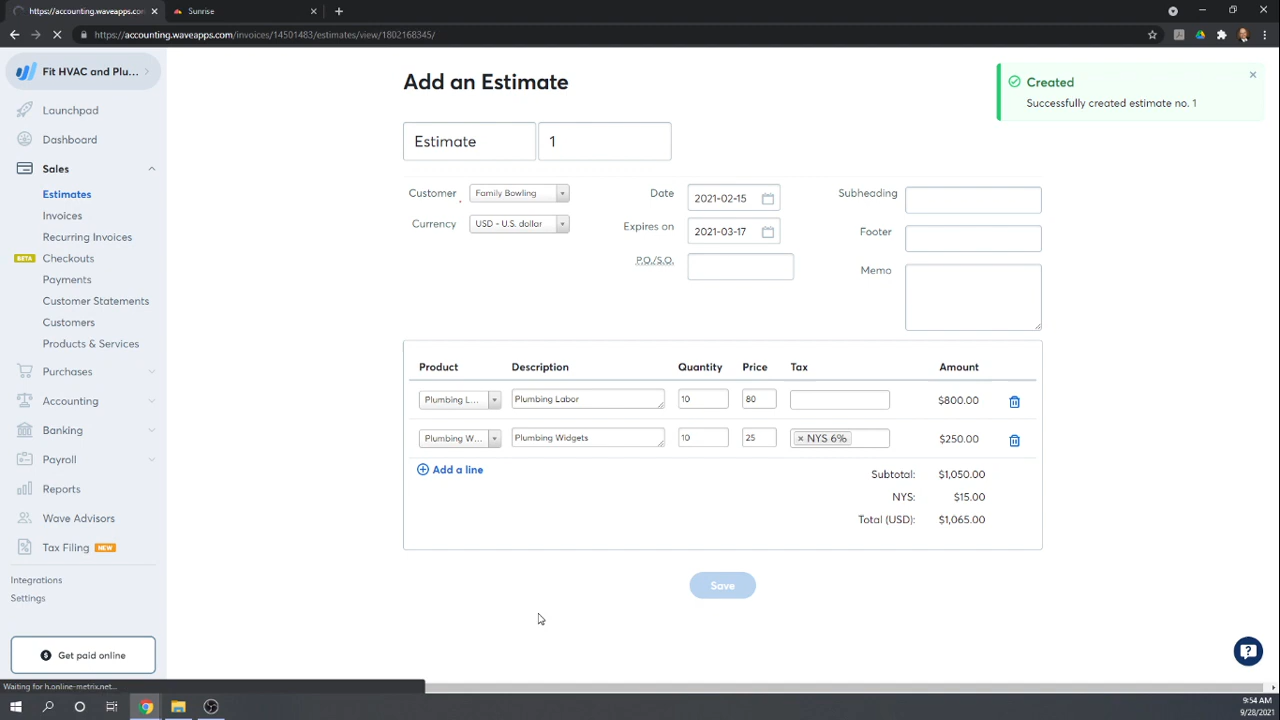 https://accounting.waveapps.co
Sunrise
https://accounting.waveapps.com/invoices/14501483/estimates/view/1802168345/
Fit HVAC and Plu...
Launchpad
Dashboard
Sales
Estimates
Invoices
Recurring Invoices
BETA Checkouts
Payments
Customer Statements
Customers
Products & Services
Purchases
Accounting
Banking
Payroll
Reports
Wave Advisors
Tax Filing NEW
Integrations
Settings
Get paid online
Waiting for h.online-metrix.net...
Add an Estimate
Created
Successfully created estimate no. 1
Estimate 1
Customer Family Bowling
Currency USD - U.S. dollar
Date 2021-02-15
Expires on 2021-03-17
P.O./S.O.
Subheading
Footer
Memo
Product Description Quantity Price Tax Amount
Plumbing L... Plumbing Labor 10 80 $800.00
Plumbing W... Plumbing Widgets 10 25 × NYS 6% $250.00
Add a line
Subtotal: $1,050.00
NYS: $15.00
Total (USD): $1,065.00
Save
9:54 AM
9/28/2021